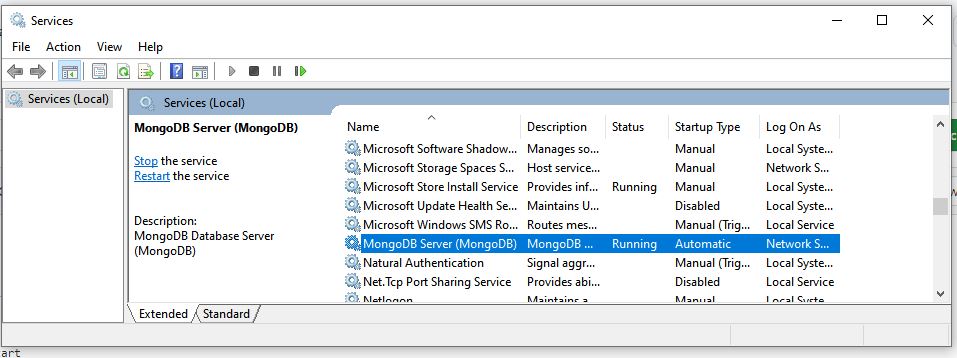 Services
File Action View Help
Services (Local)
Services (Local)
MongoDB Server (MongoDB)
Stop the service
Restart the service
Description:
MongoDB Database Server
(MongoDB)
Name Description Status Startup Type Log On As
Microsoft Software Shadow... Manages so... Manual Local Syste...
Microsoft Storage Spaces S... Host service... Manual Network S...
Microsoft Store Install Service Provides inf... Running Manual Local Syste...
Microsoft Update Health Se... Maintains U... Disabled Local Syste...
Microsoft Windows SMS Ro... Routes mes... Manual (Trig... Local Service
MongoDB Server (MongoDB) MongoDB ... Running Automatic Network S...
Natural Authentication Signal aggr... Manual (Trig... Local Syste...
Net.Tcp Port Sharing Service Provides abi... Disabled Local Service
Netlogon Maintains a Manual Local Syste...
Extended Standard
art